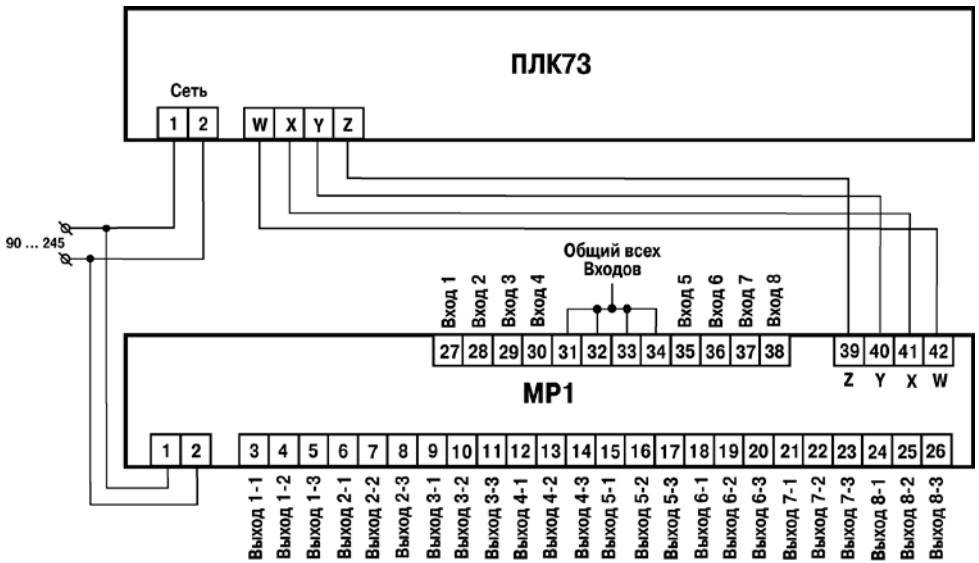 ПЛК73
Сеть
1 2 W X Y Z
90 ... 245
Общий всех
Входов
Вход 1
Вход 2
Вход 3
Вход 4
Вход 5
Вход 6
Вход 7
Вход 8
27 28 29 30 31 32 33 34 35 36 37 38 39 40 41 42
Z Y X W
МР1
1 2 3 4 5 6 7 8 9 10 11 12 13 14 15 16 17 18 19 20 21 22 23 24 25 26
Выход 1-1
Выход 1-2
Выход 1-3
Выход 2-1
Выход 2-2
Выход 2-3
Выход 3-1
Выход 3-2
Выход 3-3
Выход 4-1
Выход 4-2
Выход 4-3
Выход 5-1
Выход 5-2
Выход 5-3
Выход 6-1
Выход 6-2
Выход 6-3
Выход 7-1
Выход 7-2
Выход 7-3
Выход 8-1
Выход 8-2
Выход 8-3